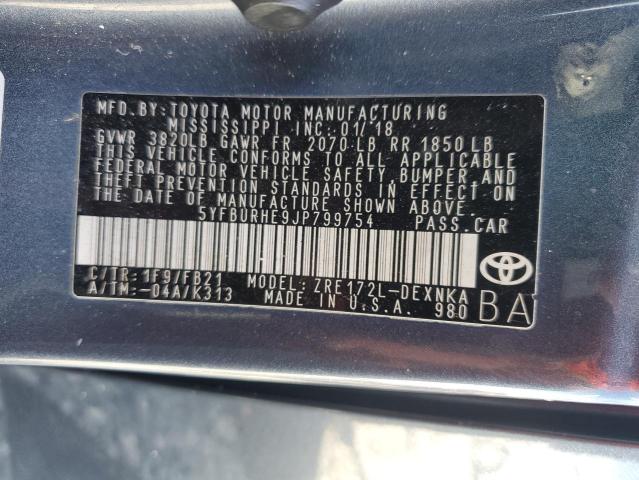 MFD. BY: TOYOTA MOTOR MANUFACTURING
MISSISSIPPI INC. 01/18
GVWR 3820LB GAWR FR 2070 LB RR 1850 LB
THIS VEHICLE CONFORMS TO ALL APPLICABLE
FEDERAL MOTOR VEHICLE SAFETY, BUMPER AND
THEFT PREVENTION STANDARDS IN EFFECT ON
THE DATE OF MANUFACTURE SHOWN ABOVE.
5YFBURHE9JP799754 PASS.CAR
C/TR: 1F9/FB21 MODEL: ZRE172L-DEXNKA
A/TM: -04A/K313 MADE IN U.S.A. 980
BA